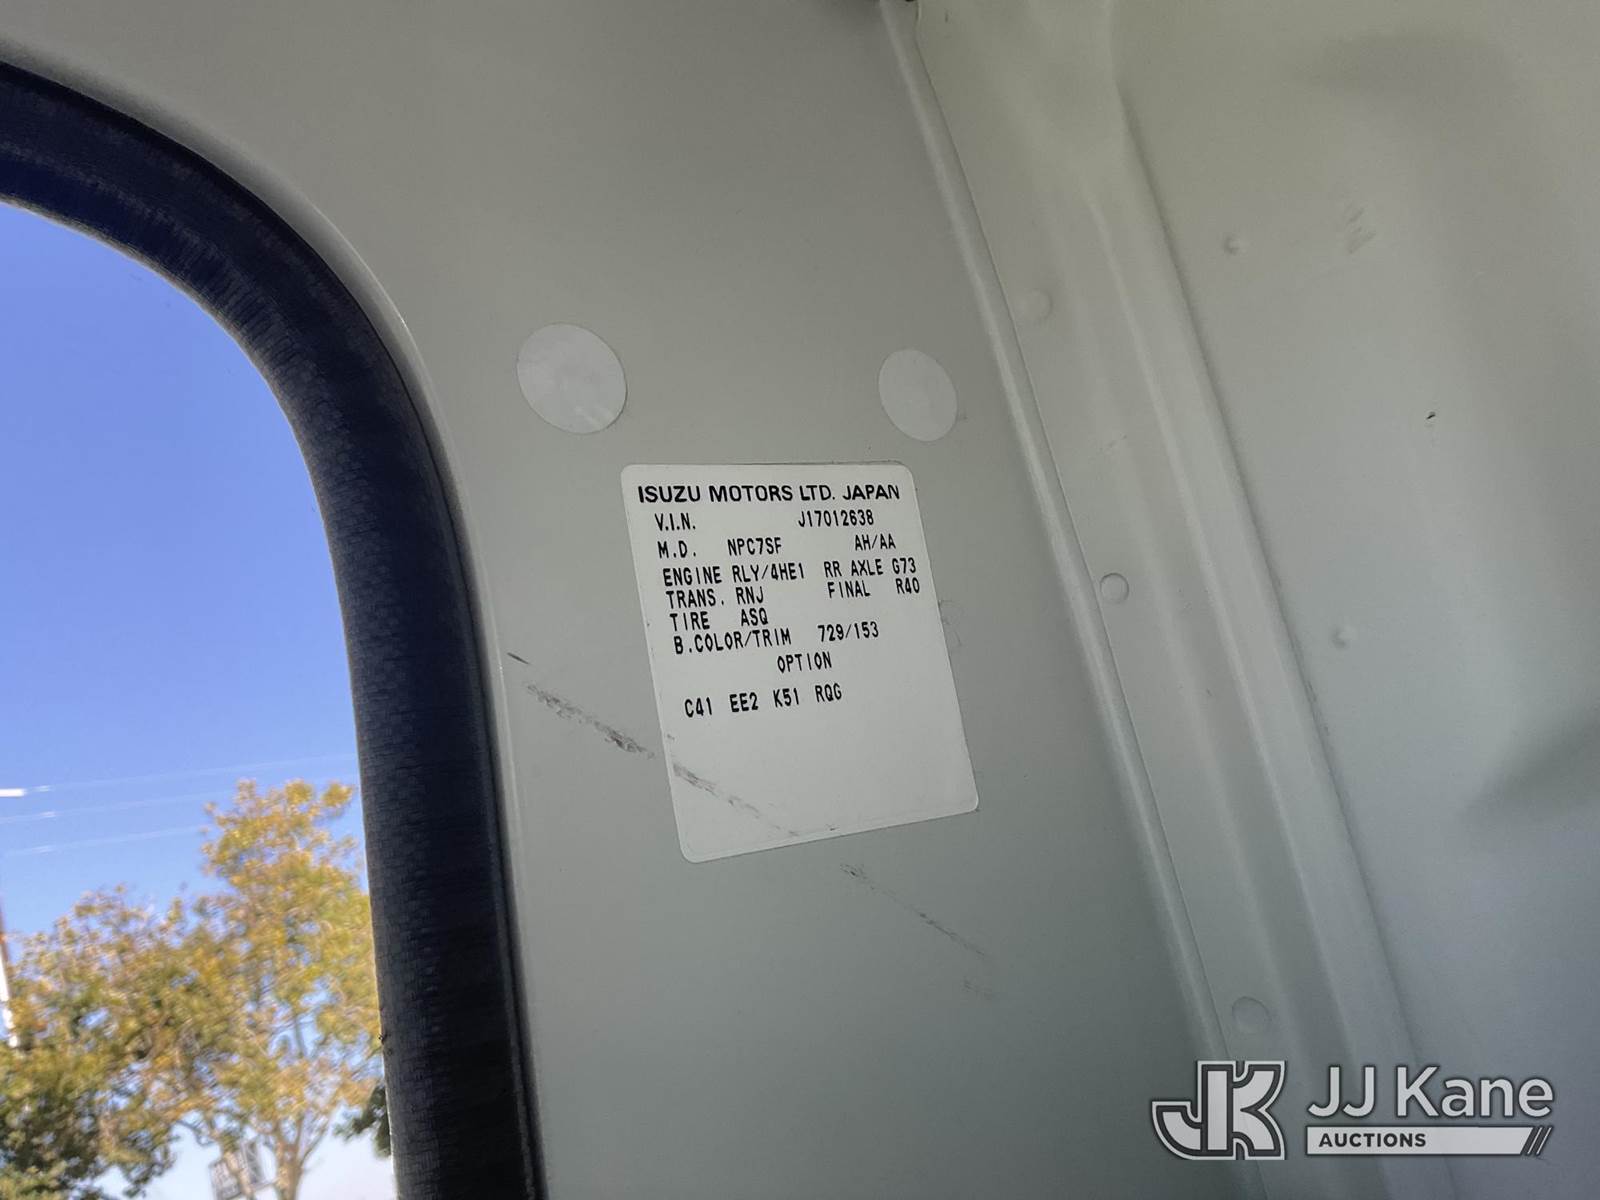 ISUZU MOTORS LTD. JAPAN
V.I.N. J17012638
M.D. NPC7SF AH/AA
ENGINE RLY/4HE1 RR AXLE G73
TRANS. RNJ FINAL R40
TIRE ASQ
B.COLOR/TRIM 729/153
OPTION
C41 EE2 K51 RQG
JK JJ Kane
AUCTIONS